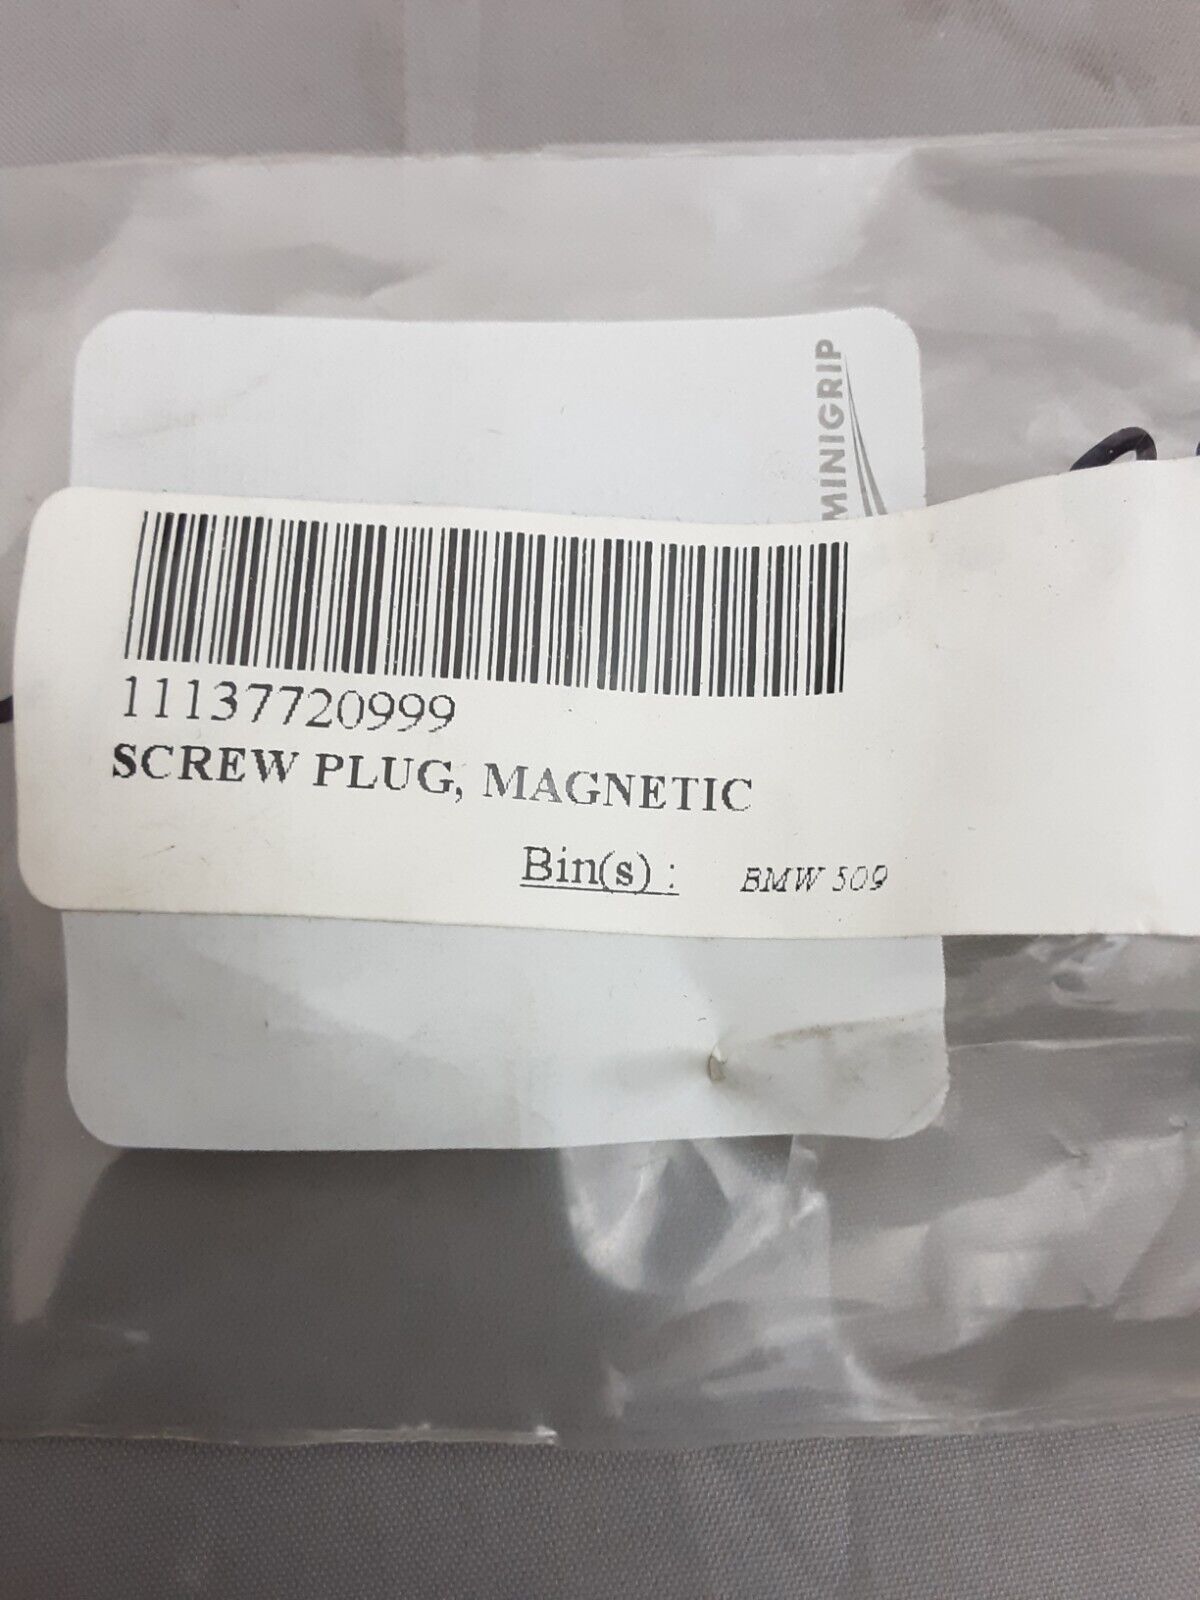 MINIGRIP
11137720999
SCREW PLUG, MAGNETIC
Bin(s) : BMW 509